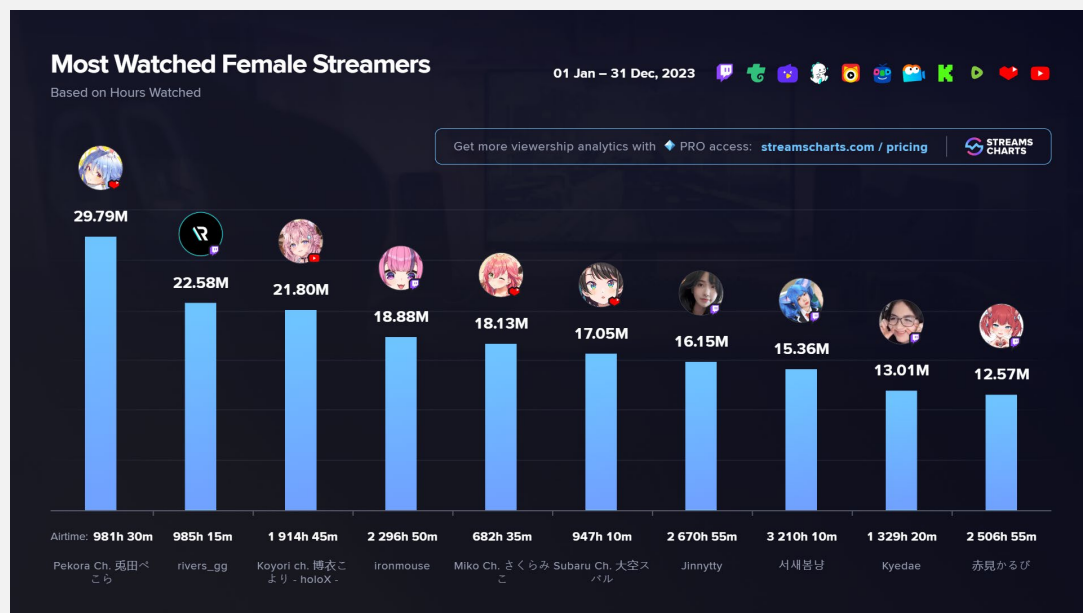 Most Watched Female Streamers
Based on Hours Watched
01 Jan – 31 Dec, 2023
Get more viewership analytics with PRO access: streamscharts.com / pricing
STREAMS
CHARTS
29.79M
22.58M
21.80M
18.88M
18.13M
17.05M
16.15M
15.36M
13.01M
12.57M
Airtime: 981h 30m 985h 15m 1 914h 45m 2 296h 50m 682h 35m 947h 10m 2 670h 55m 3 210h 10m 1 329h 20m 2 506h 55m
Pekora Ch. 兎田ぺ
こら
rivers_gg
Koyori ch. 博衣こ
より - holoX -
ironmouse
Miko Ch. さくらみ
こ
Subaru Ch. 大空ス
バル
Jinnytty
서새봄냥
Kyedae
赤見かるび